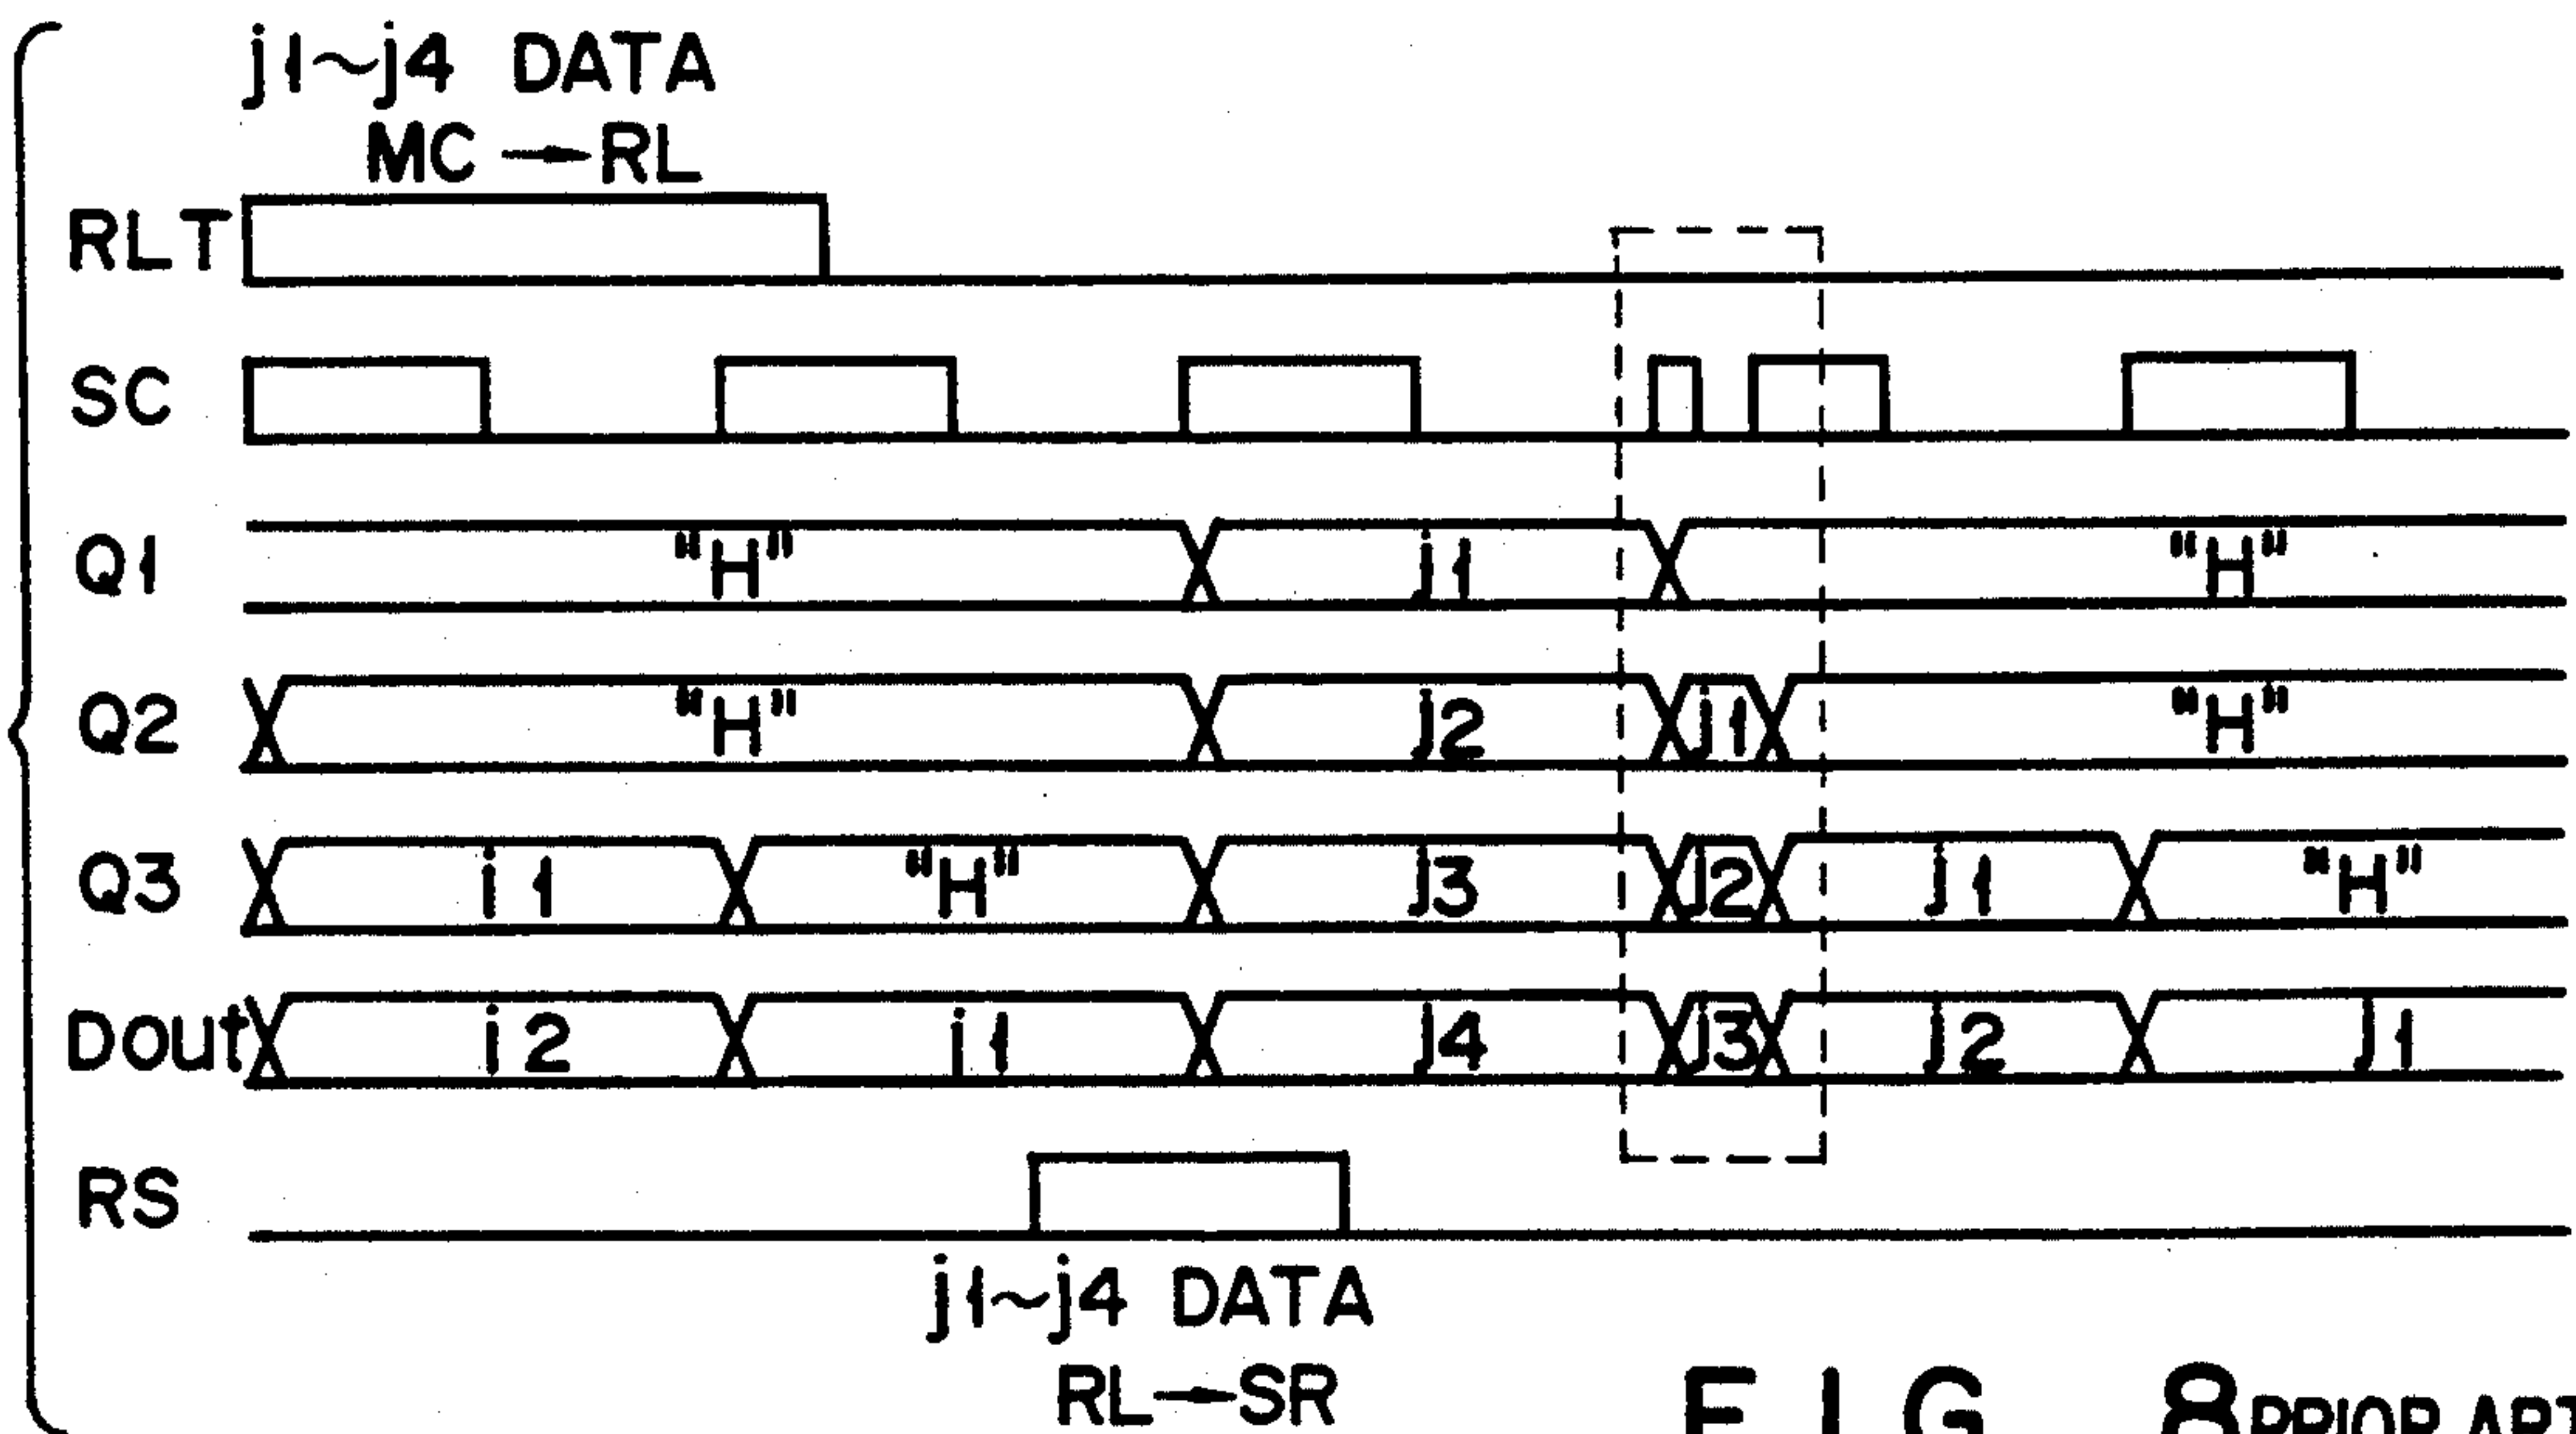 j1~j4 DATA
MC → RL
RLT
SC
Q1 "H" j1 "H"
Q2 "H" j2 j1 "H"
Q3 i1 "H" j3 j2 j1 "H"
Dout i2 i1 j4 j3 j2 j1
RS
j1~j4 DATA
RL→SR
FIG 8 PRIOR ART